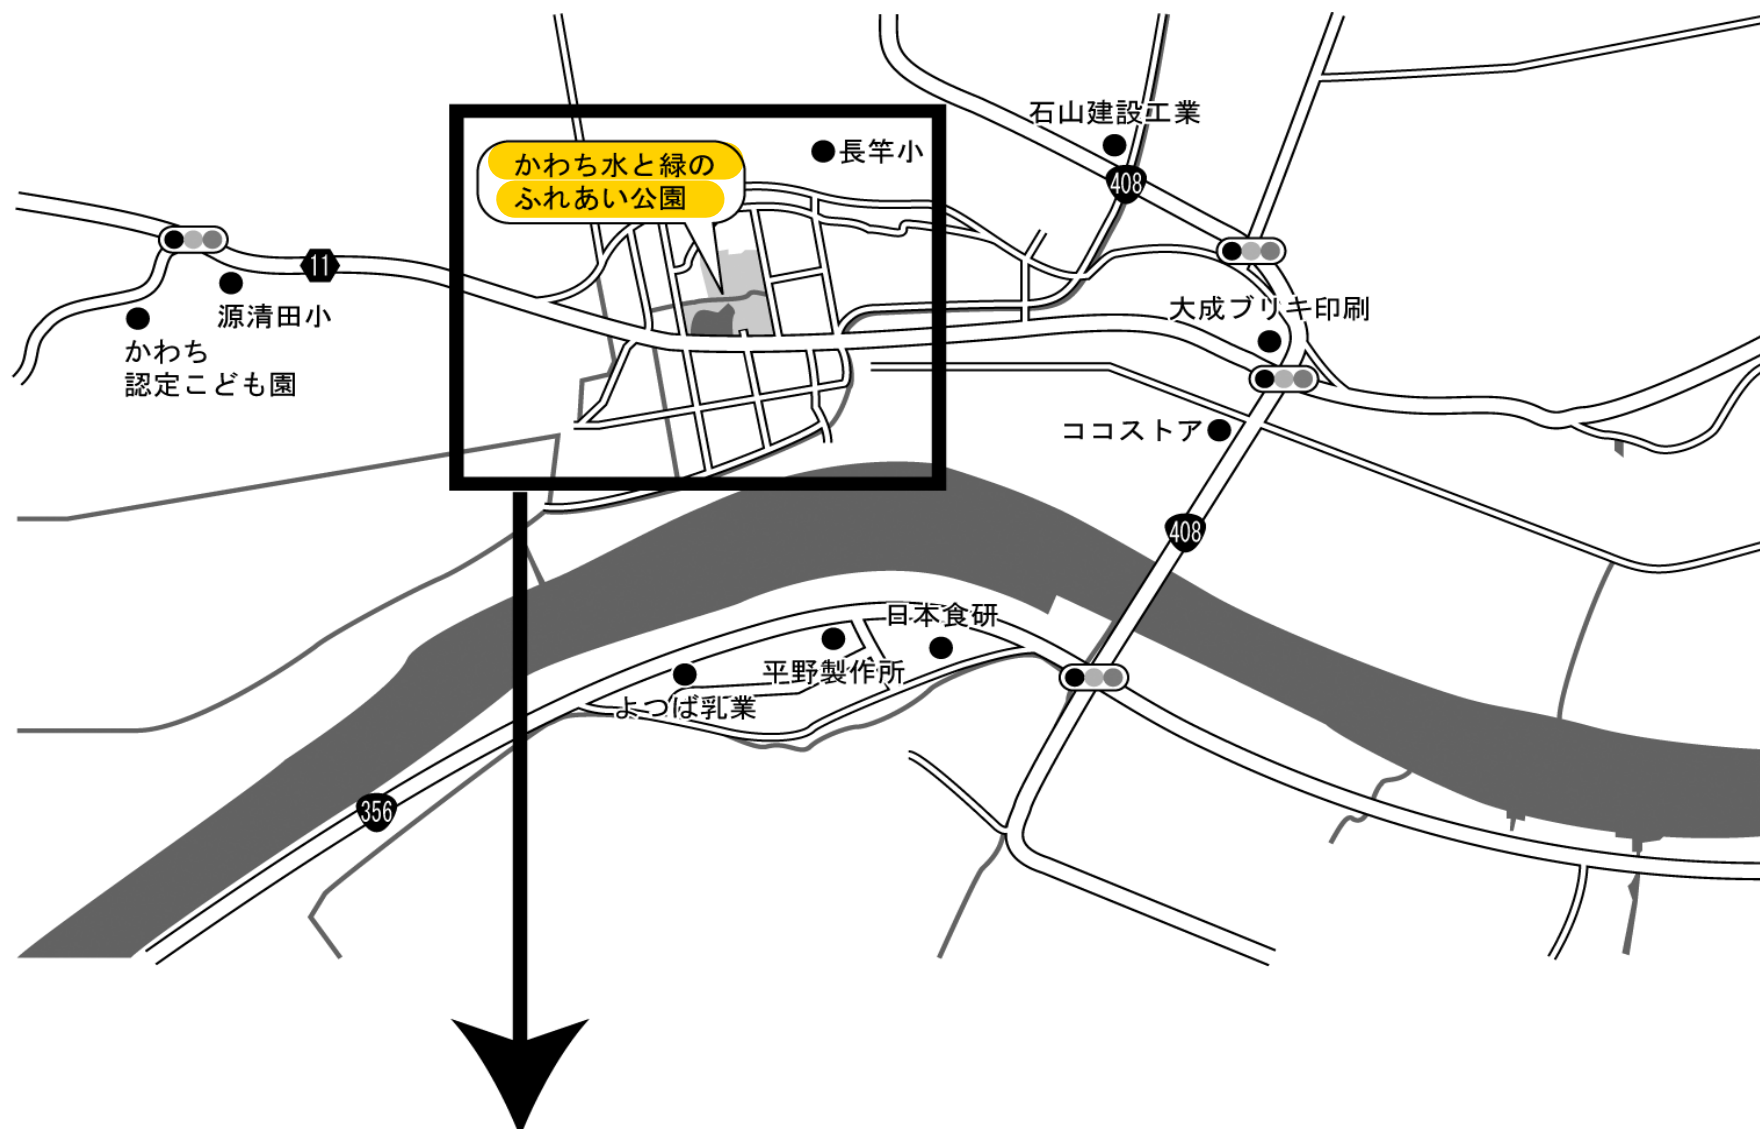 石山建設工業
長竿小
かわち水と緑の
ふれあい公園
408
11
源清田小
かわち
認定こども園
大成ブリキ印刷
ココストア
408
日本食研
平野製作所
よつば乳業
356